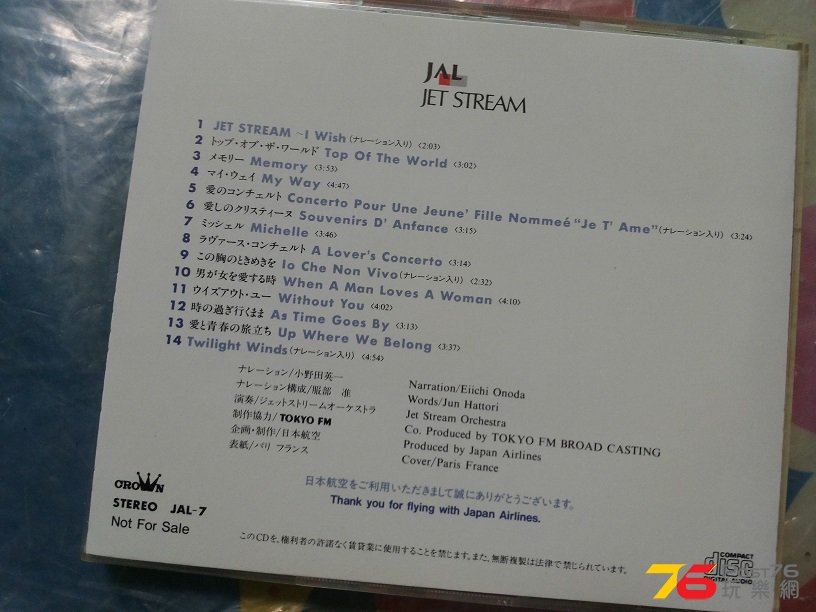 JAL
JET STREAM
1 JET STREAM ~I Wish (ナレーション入り) <2:03>
2 トップ・オブ・ザ・ワールド Top Of The World <3:02>
3 メモリー Memory <3:53>
4 マイ・ウェイ My Way <4:47>
5 愛のコンチェルト Concerto Pour Une Jeune' Fille Nommeé "Je T' Ame" (ナレーション入り) <3:24>
6 愛しのクリスティーヌ Souvenirs D' Anfance <3:15>
7 ミッシェル Michelle <3:46>
8 ラヴァース・コンチェルト A Lover's Concerto <3:14>
9 この胸のときめきを Io Che Non Vivo (ナレーション入り) <2:32>
10 男が女を愛する時 When A Man Loves A Woman <4:10>
11 ウイズアウト・ユー Without You <4:02>
12 時の過ぎ行くまま As Time Goes By <3:13>
13 愛と青春の旅立ち Up Where We Belong <3:37>
14 Twilight Winds (ナレーション入り) <4:54>
ナレーション/小野田英一
ナレーション構成/服部 准
演奏/ジェットストリームオーケストラ
制作協力/TOKYO FM
企画・制作/日本航空
表紙/パリ フランス
Narration/Eiichi Onoda
Words/Jun Hattori
Jet Stream Orchestra
Co. Produced by TOKYO FM BROAD CASTING
Produced by Japan Airlines
Cover/Paris France
日本航空をご利用いただきまして誠にありがとうございます。
Thank you for flying with Japan Airlines.
CROWN
STEREO JAL-7
Not For Sale
このCDを、権利者の許諾なく賃貸業に使用することを禁じます。また、無断複製は法律で禁じられています。
COMPACT
disc
DIGITAL AUDIO
76 POST76
玩樂網